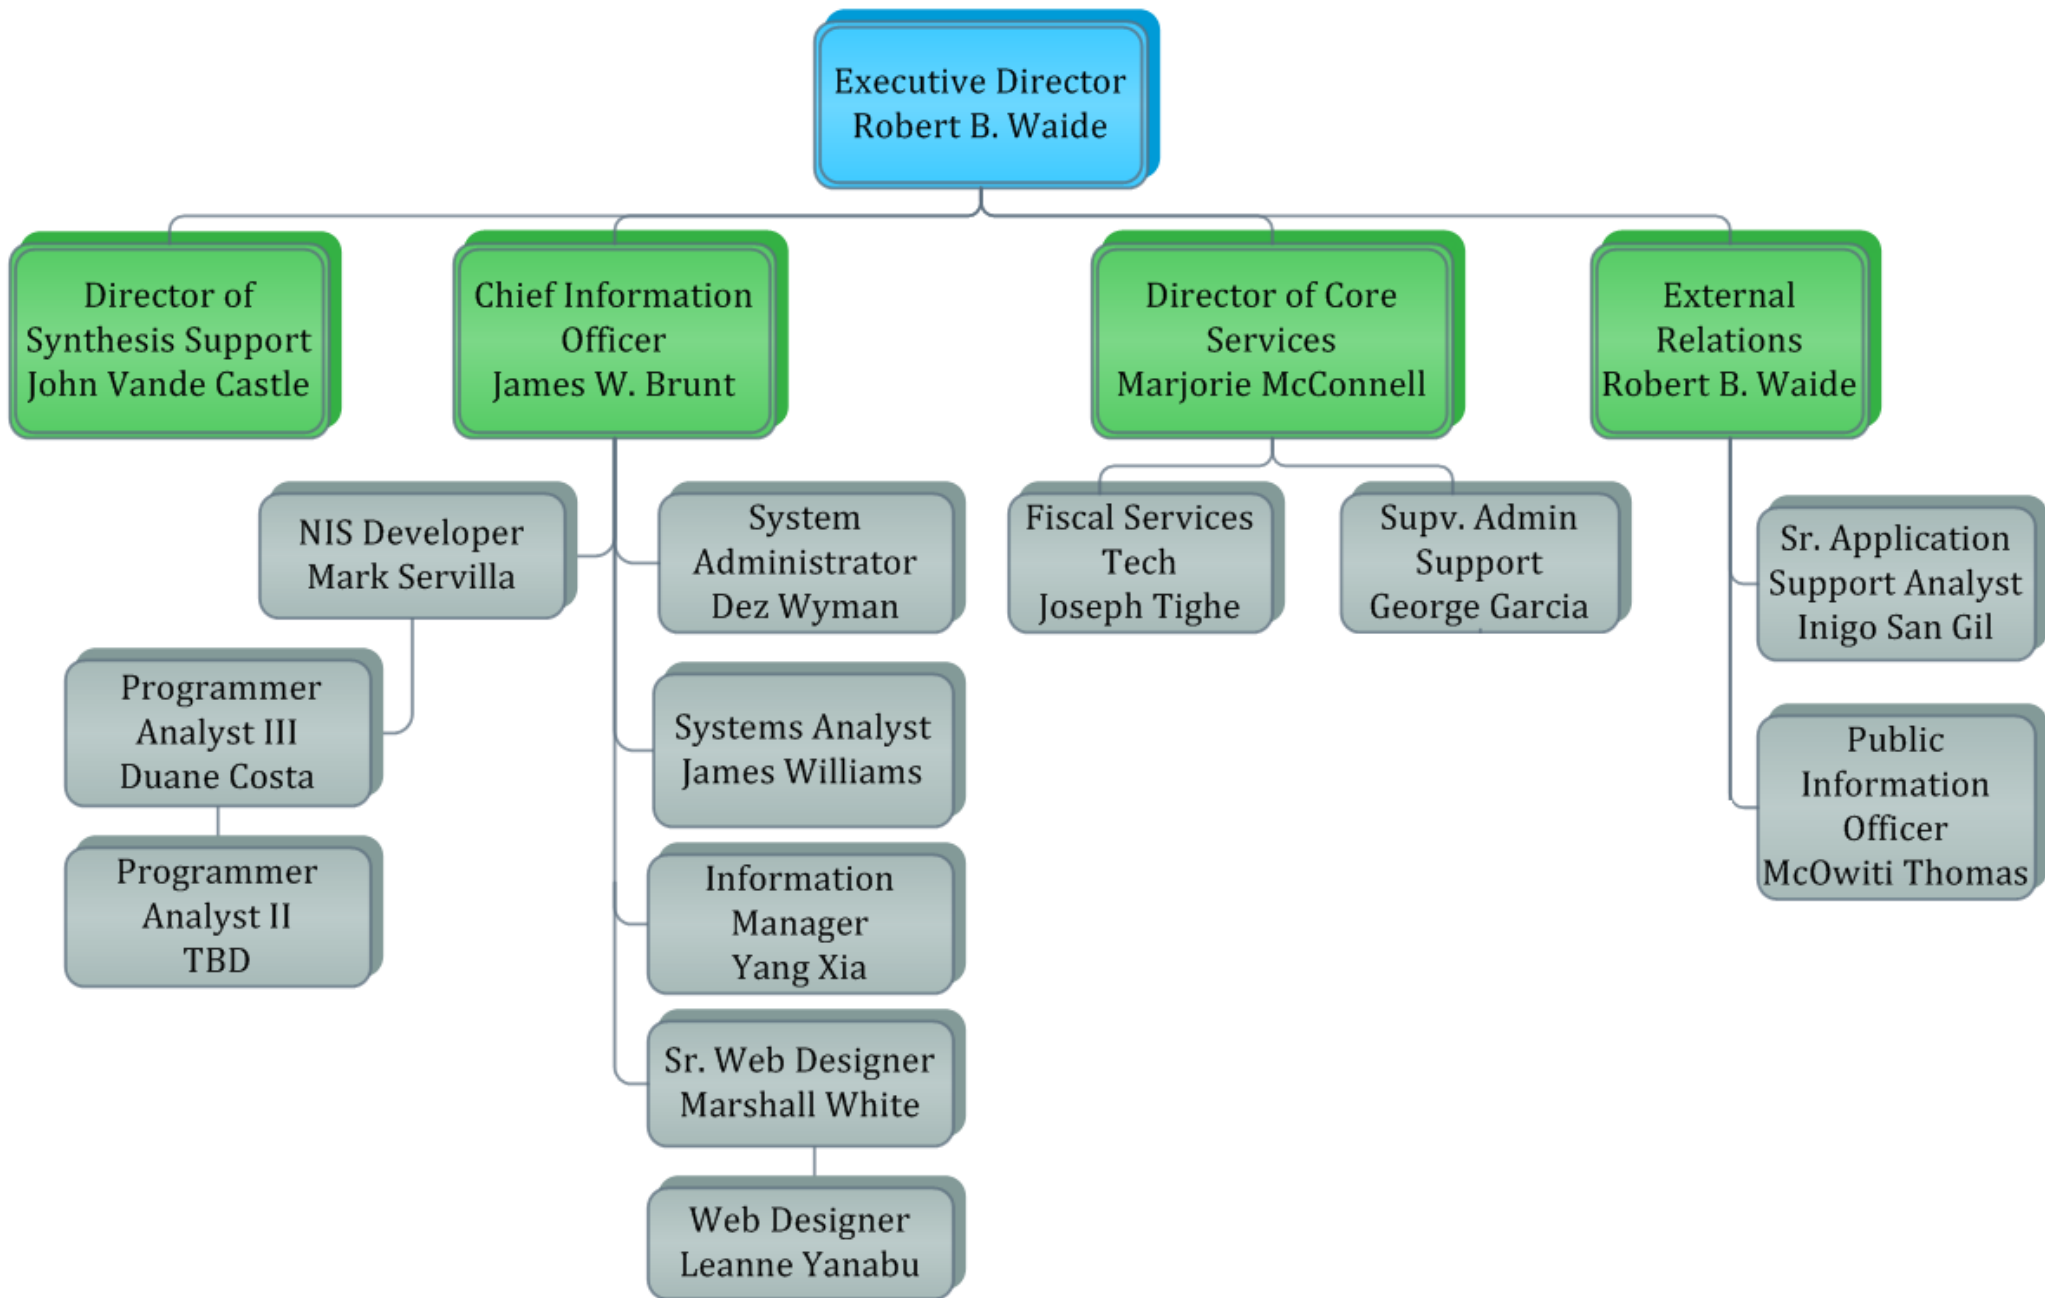 Executive Director
Robert B. Waide
Director of
Synthesis Support
John Vande Castle
Chief Information
Officer
James W. Brunt
Director of Core
Services
Marjorie McConnell
External
Relations
Robert B. Waide
NIS Developer
Mark Servilla
System
Administrator
Dez Wyman
Fiscal Services
Tech
Joseph Tighe
Supv. Admin
Support
George Garcia
Sr. Application
Support Analyst
Inigo San Gil
Programmer
Analyst III
Duane Costa
Systems Analyst
James Williams
Public
Information
Officer
McOwiti Thomas
Programmer
Analyst II
TBD
Information
Manager
Yang Xia
Sr. Web Designer
Marshall White
Web Designer
Leanne Yanabu